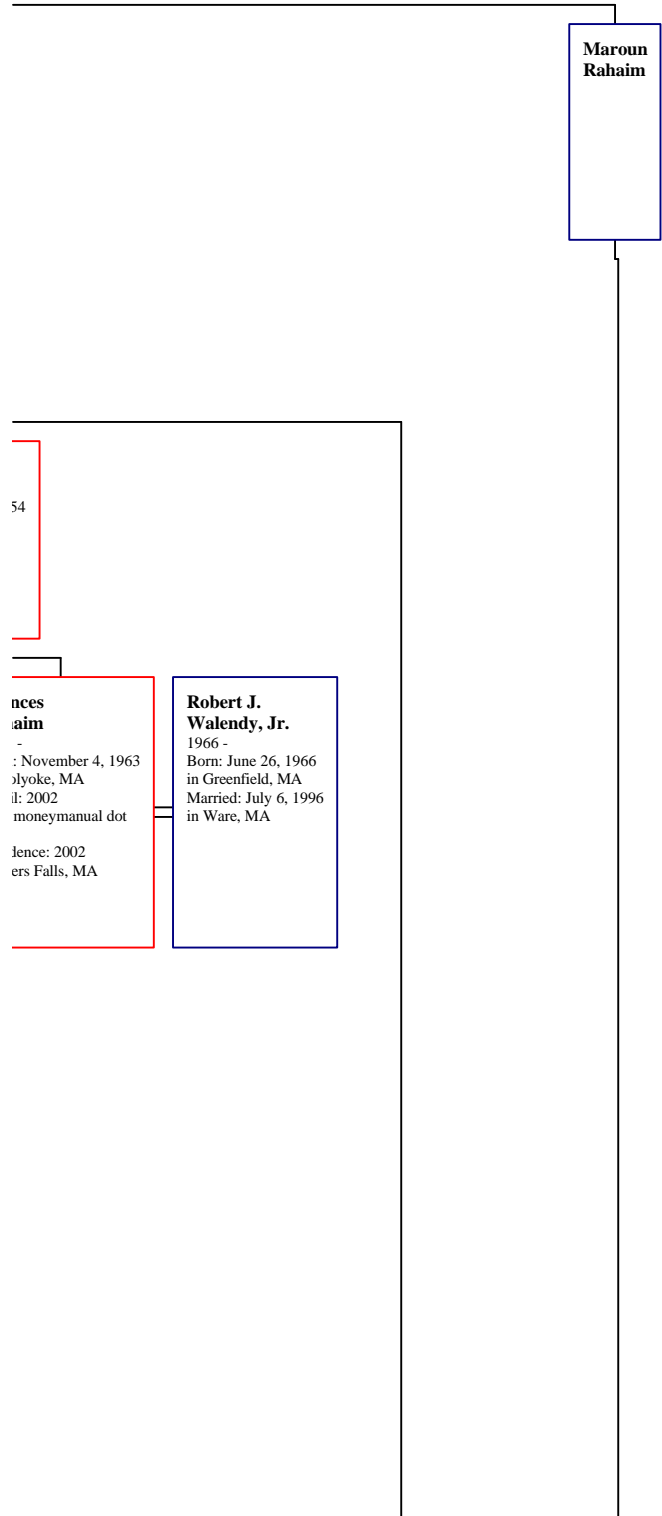 Maroun
Rahaim
54
nces
aim
-
: November 4, 1963
olyoke, MA
il: 2002
moneymanual dot
dence: 2002
ers Falls, MA
Robert J.
Walendy, Jr.
1966 -
Born: June 26, 1966
in Greenfield, MA
Married: July 6, 1996
in Ware, MA